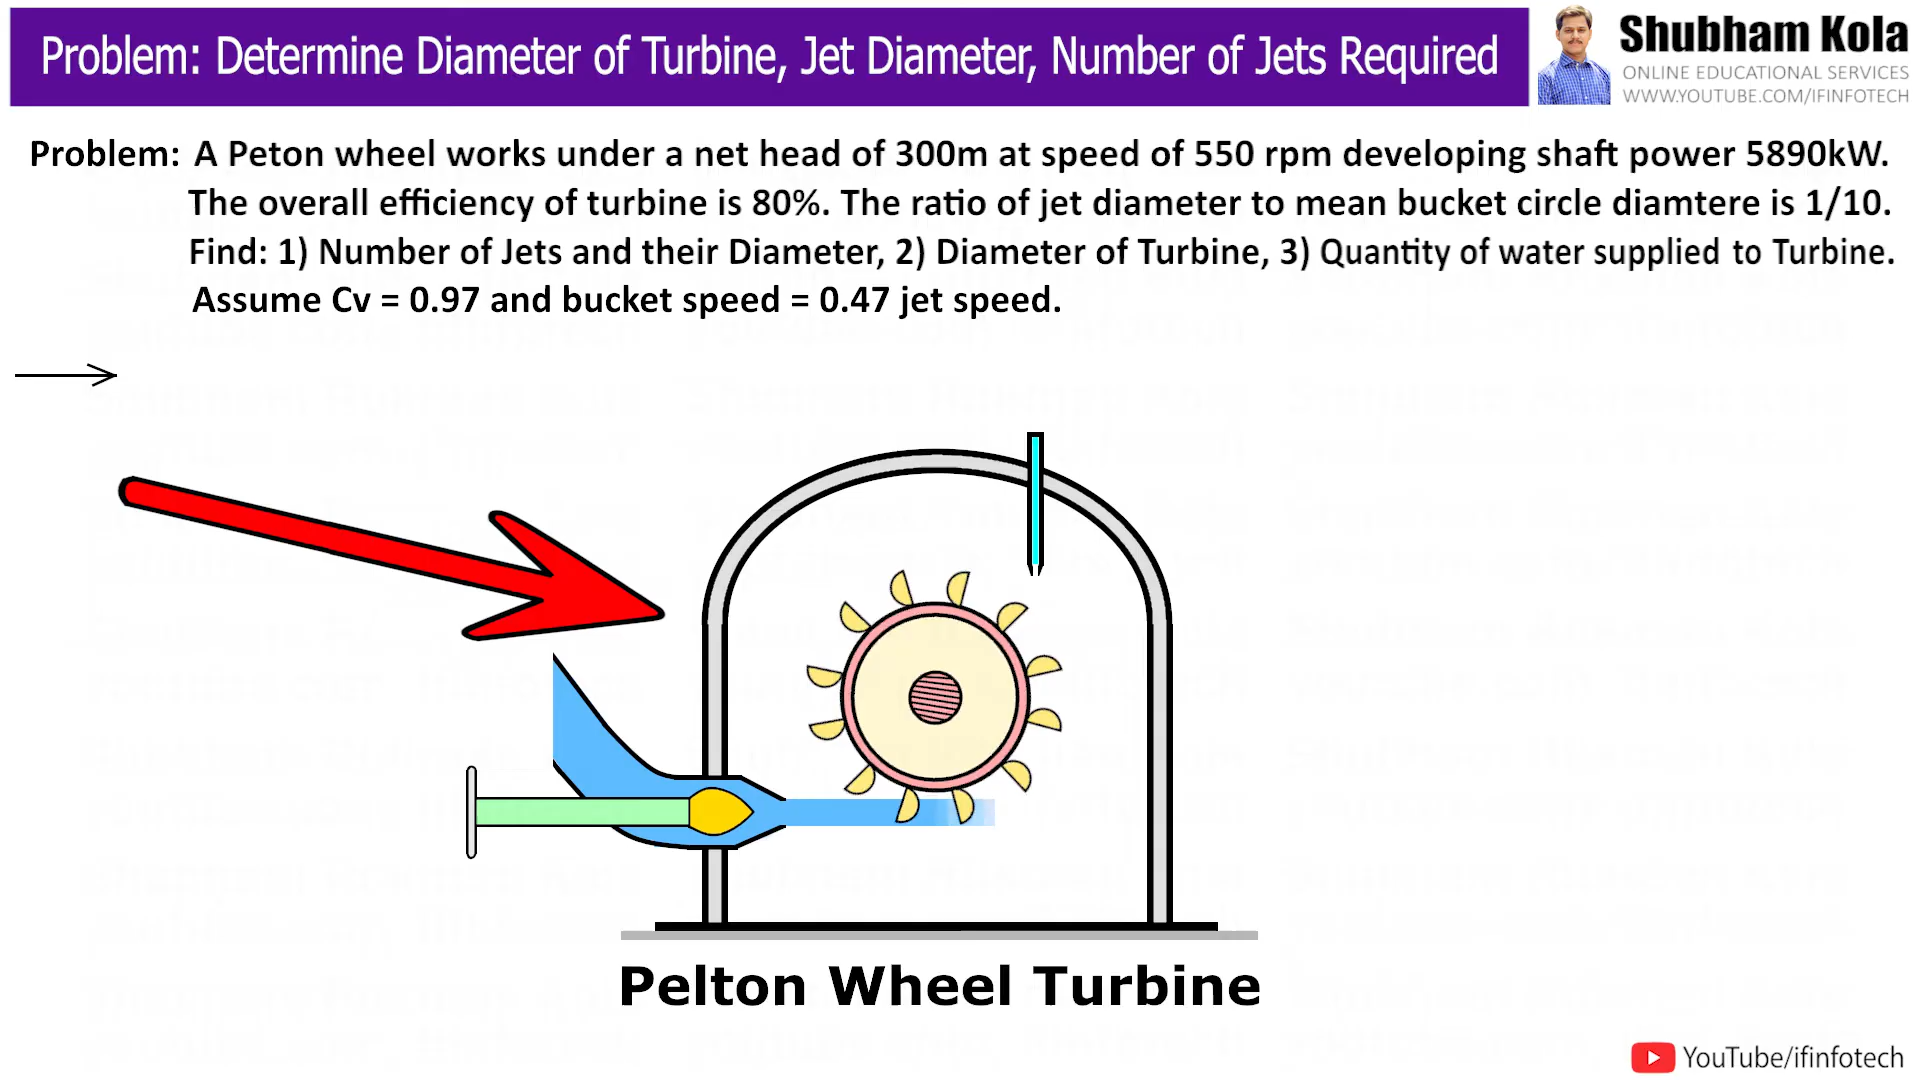 Problem: Determine Diameter of Turbine, Jet Diameter, Number of Jets Required
Shubham Kola
ONLINE EDUCATIONAL SERVICES
WWW.YOUTUBE.COM/IFINFOTECH
Problem: A Peton wheel works under a net head of 300m at speed of 550 rpm developing shaft power 5890kW.
The overall efficiency of turbine is 80%. The ratio of jet diameter to mean bucket circle diamtere is 1/10.
Find: 1) Number of Jets and their Diameter, 2) Diameter of Turbine, 3) Quantity of water supplied to Turbine.
Assume Cv = 0.97 and bucket speed = 0.47 jet speed.
Pelton Wheel Turbine
YouTube/ifinfotech